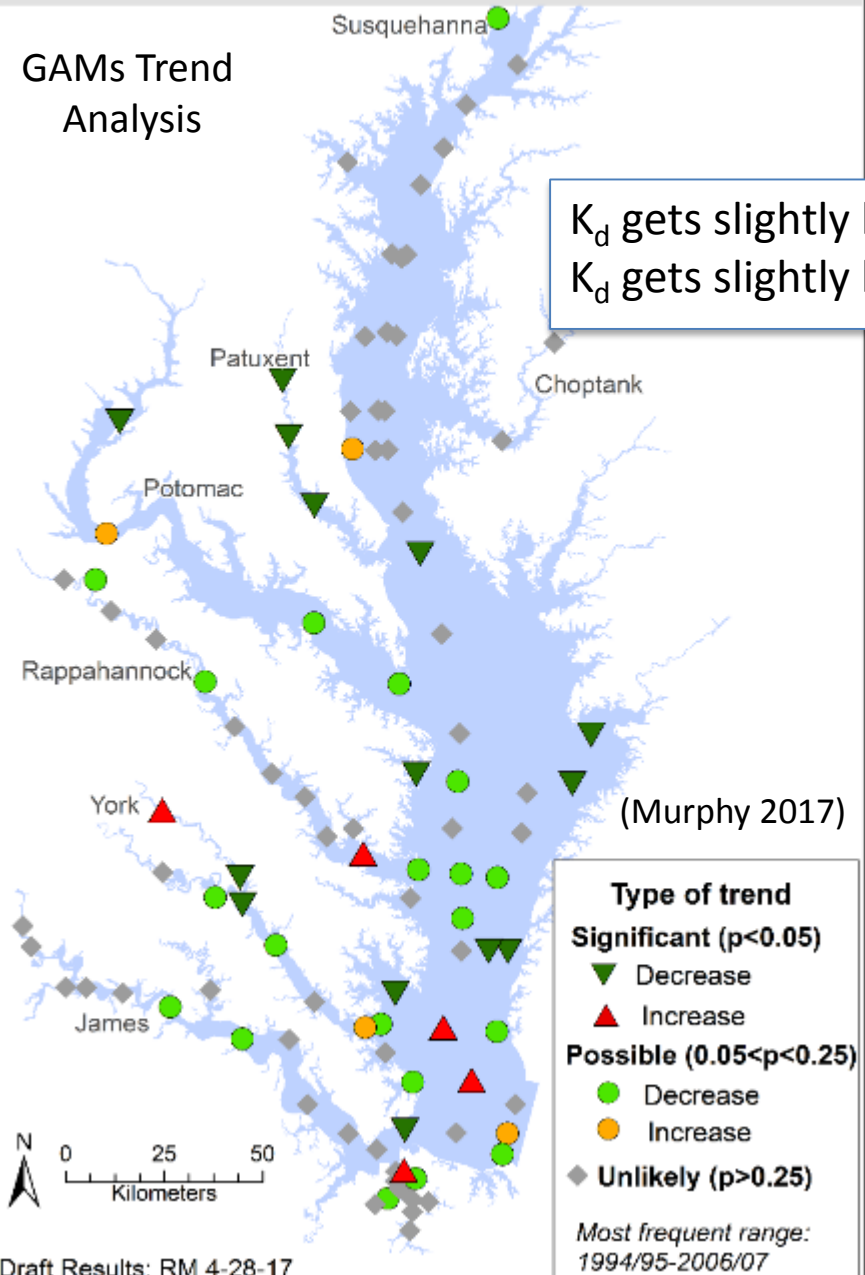 Susquehanna
GAMs Trend
Analysis
K_d gets slightly
K_d gets slightly
Patuxent
Choptank
Potomac
Rappahannock
York
(Murphy 2017)
James
N
0 25 50
Kilometers
Type of trend
Significant (p<0.05)
Decrease
Increase
Possible (0.05<p<0.25)
Decrease
Increase
Unlikely (p>0.25)
Most frequent range:
1994/95-2006/07
Draft Results: RM 4-28-17